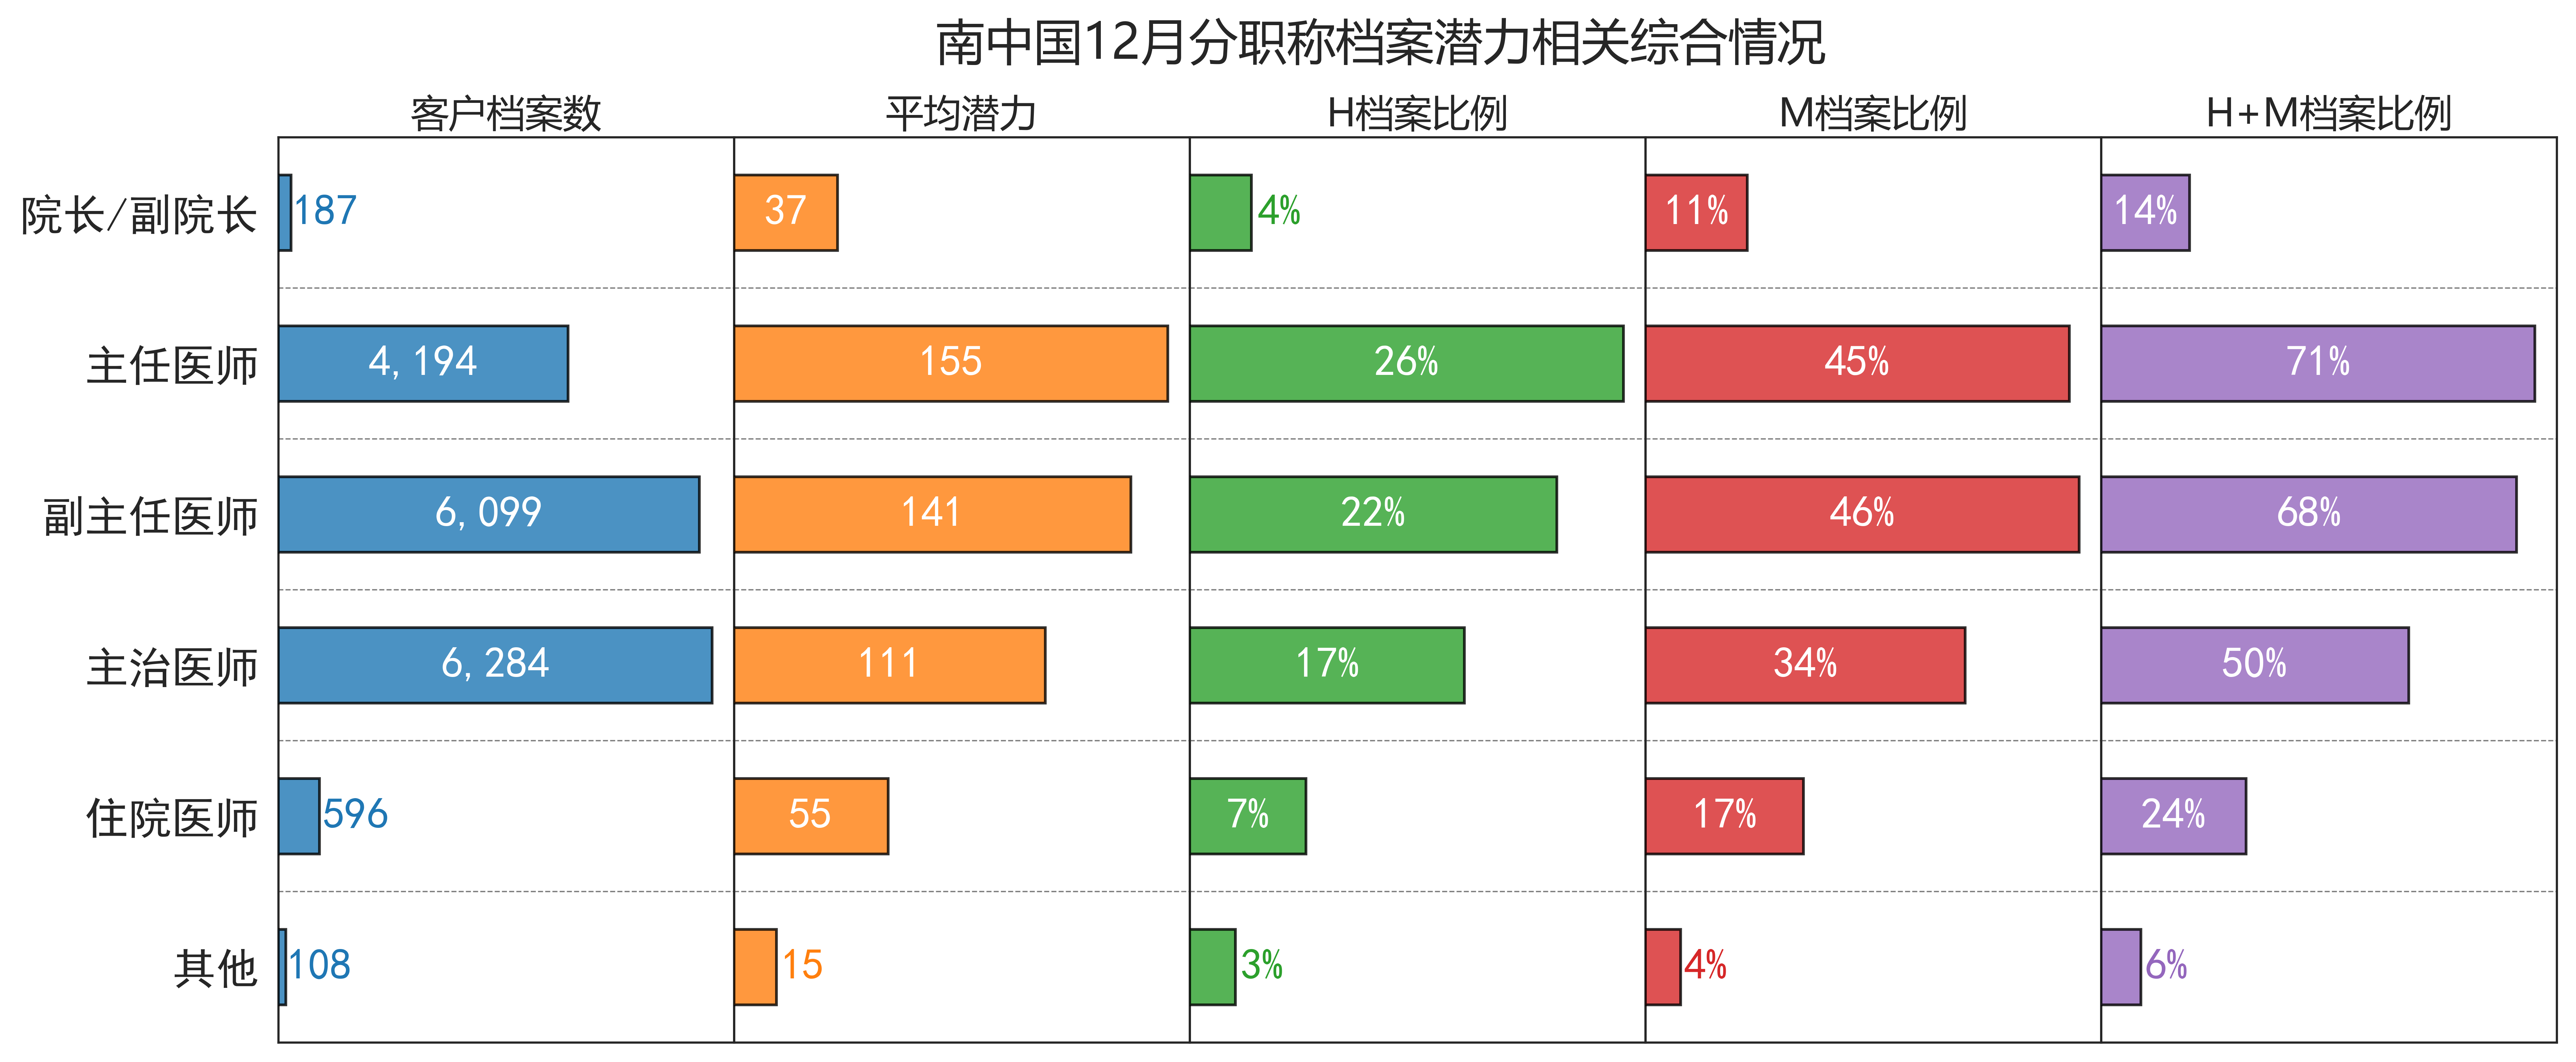 南中国12月分职称档案潜力相关综合情况
客户档案数 平均潜力 H档案比例 M档案比例 H+M档案比例
院长/副院长 187 37 4% 11% 14%
主任医师 4,194 155 26% 45% 71%
副主任医师 6,099 141 22% 46% 68%
主治医师 6,284 111 17% 34% 50%
住院医师 596 55 7% 17% 24%
其他 108 15 3% 4% 6%